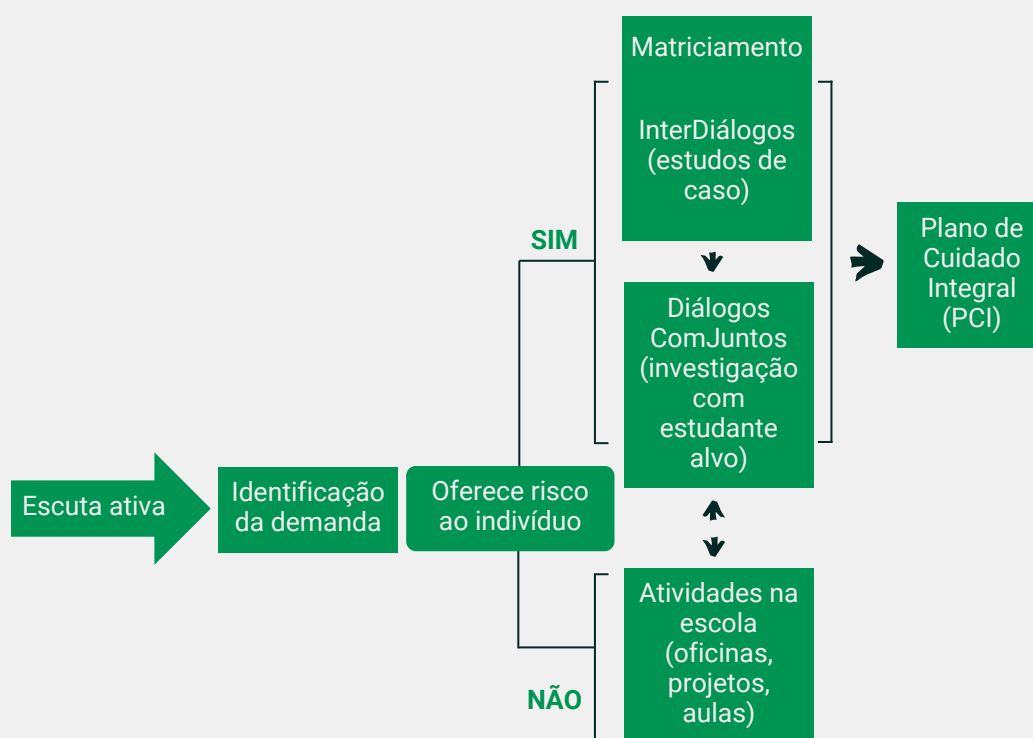 Escuta ativa
Identificação
da demanda
Oferece risco
ao indivíduo
SIM
Matriciamento
InterDiálogos
(estudos de
caso)
Diálogos
ComJuntos
(investigação
com
estudante
alvo)
Plano de
Cuidado
Integral
(PCI)
NÃO
Atividades na
escola
(oficinas,
projetos,
aulas)